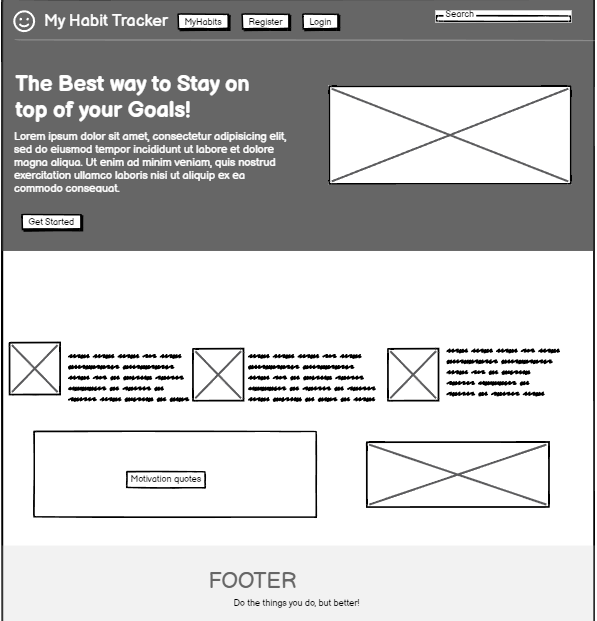 My Habit Tracker
MyHabits
Register
Login
Search
The Best way to Stay on
top of your Goals!
Lorem ipsum dolor sit amet, consectetur adipisicing elit,
sed do eiusmod tempor incididunt ut labore et dolore
magna aliqua. Ut enim ad minim veniam, quis nostrud
exercitation ullamco laboris nisi ut aliquip ex ea
commodo consequat.
Get Started
Motivation quotes
FOOTER
Do the things you do, but better!